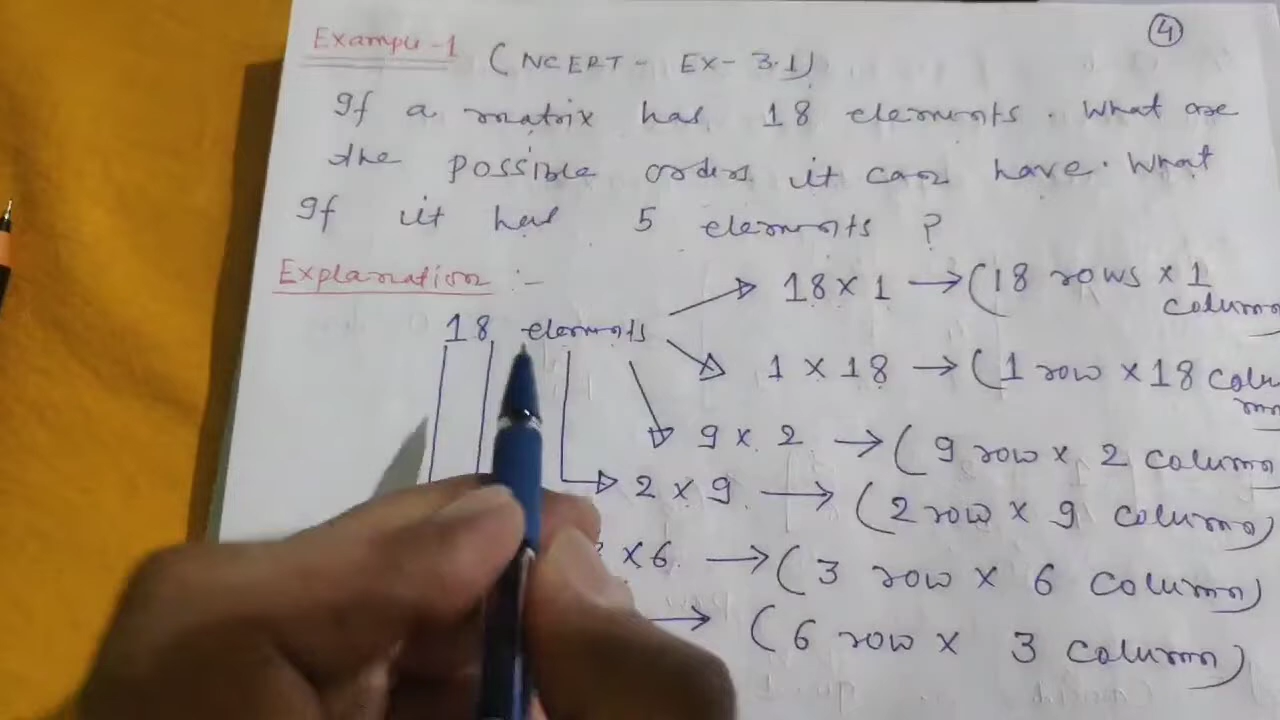 4
Example-1 (NCERT - EX-3.1)
If a matrix has 18 elements. What are
the possible orders it can have. What
If it has 5 elements ?
Explanation :-
18 elements
18 × 1 → (18 rows × 1
column
1 × 18 → (1 row × 18 colu
mn
9 × 2 → (9 row × 2 column
2 × 9 → (2 row × 9 column)
× 6 → (3 row × 6 column)
→ (6 row × 3 column)